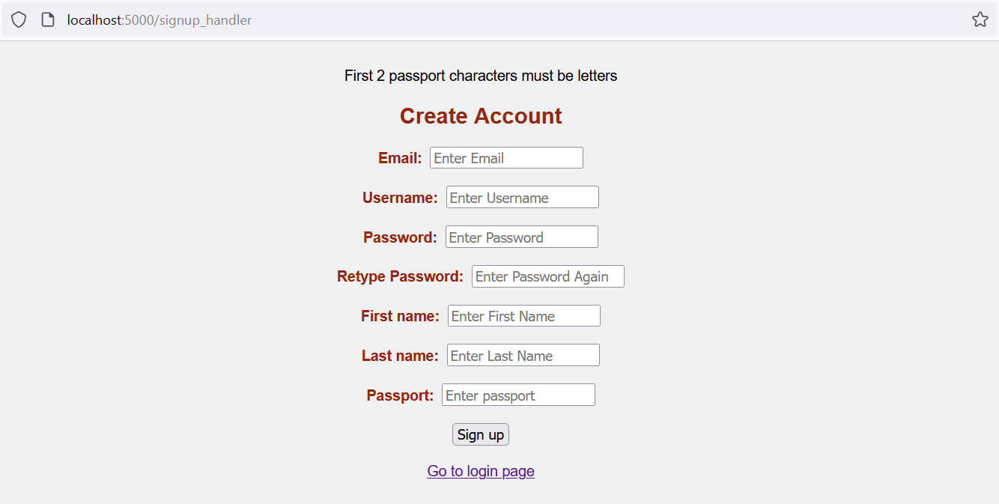 localhost:5000/signup_handler
First 2 passport characters must be letters
Create Account
Email: Enter Email
Username: Enter Username
Password: Enter Password
Retype Password: Enter Password Again
First name: Enter First Name
Last name: Enter Last Name
Passport: Enter passport
Sign up
Go to login page